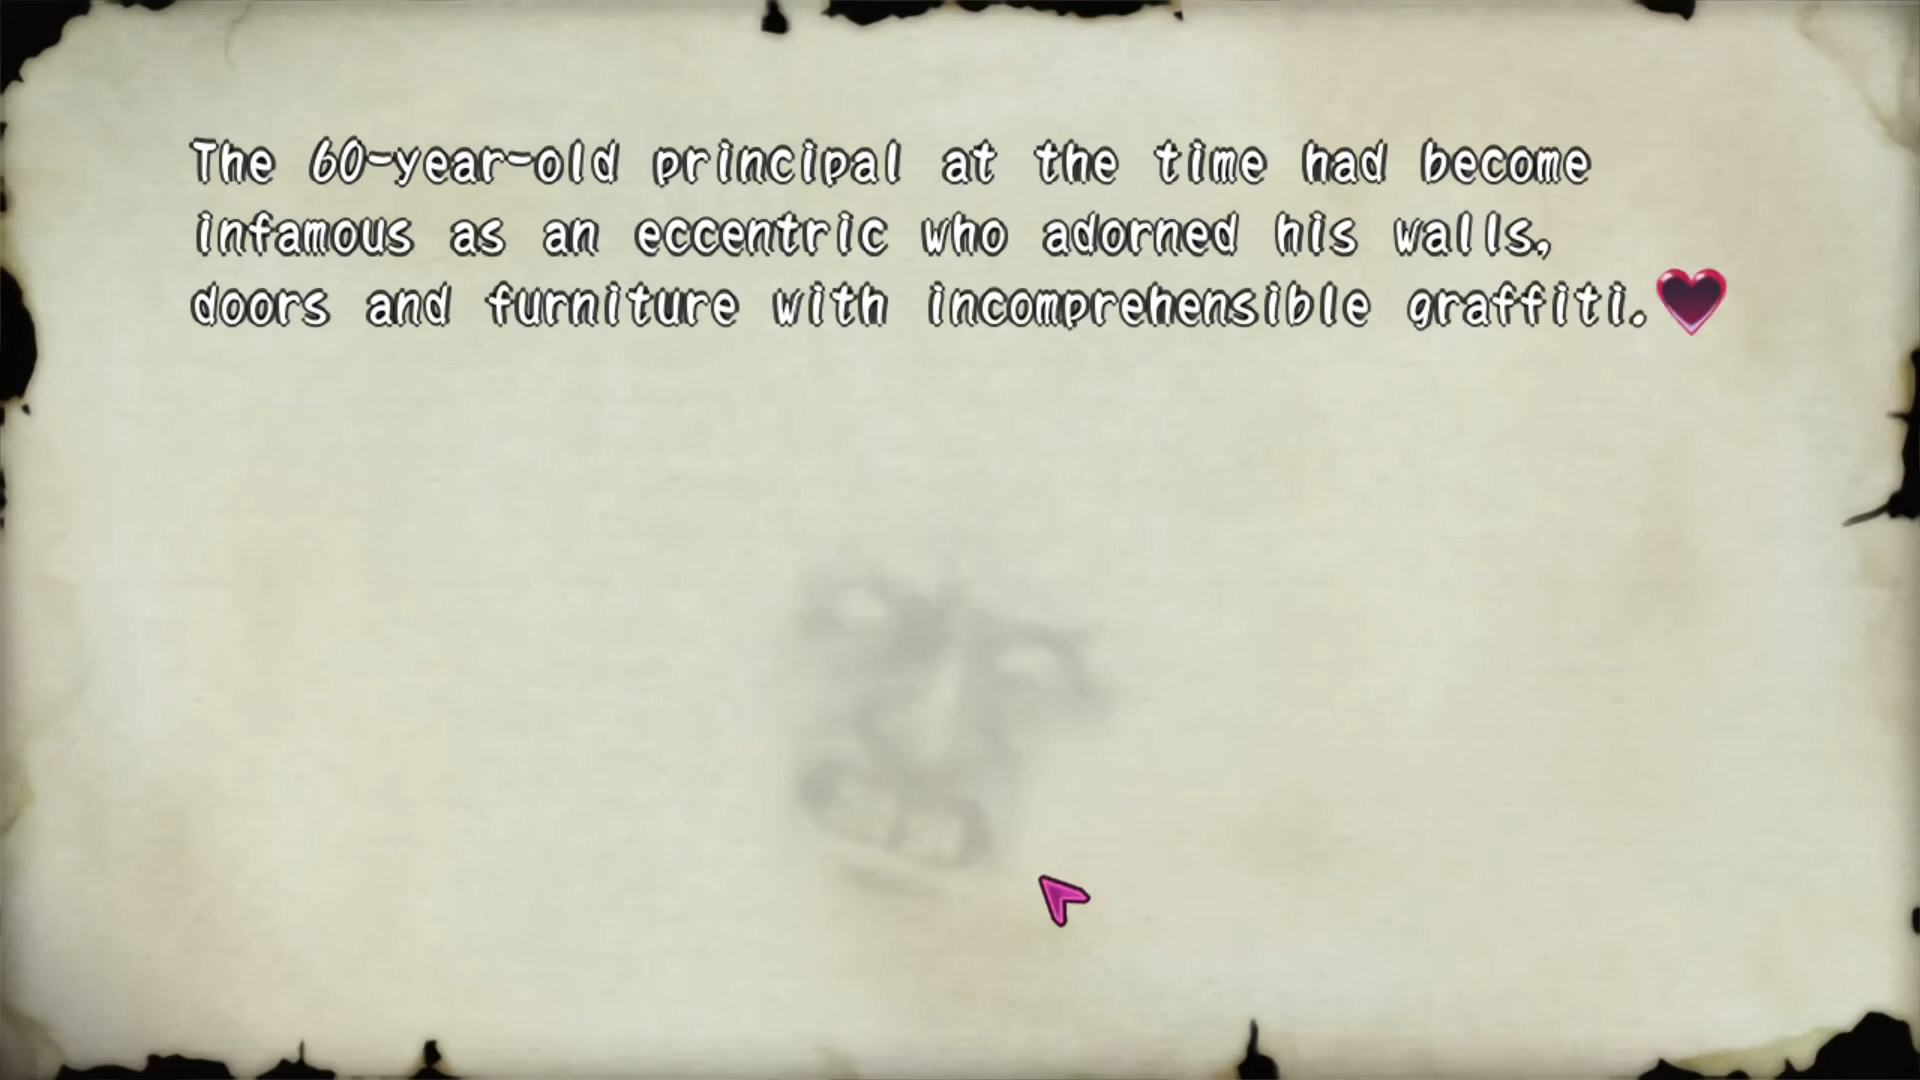 The 60-year-old principal at the time had become
infamous as an eccentric who adorned his walls,
doors and furniture with incomprehensible graffiti.